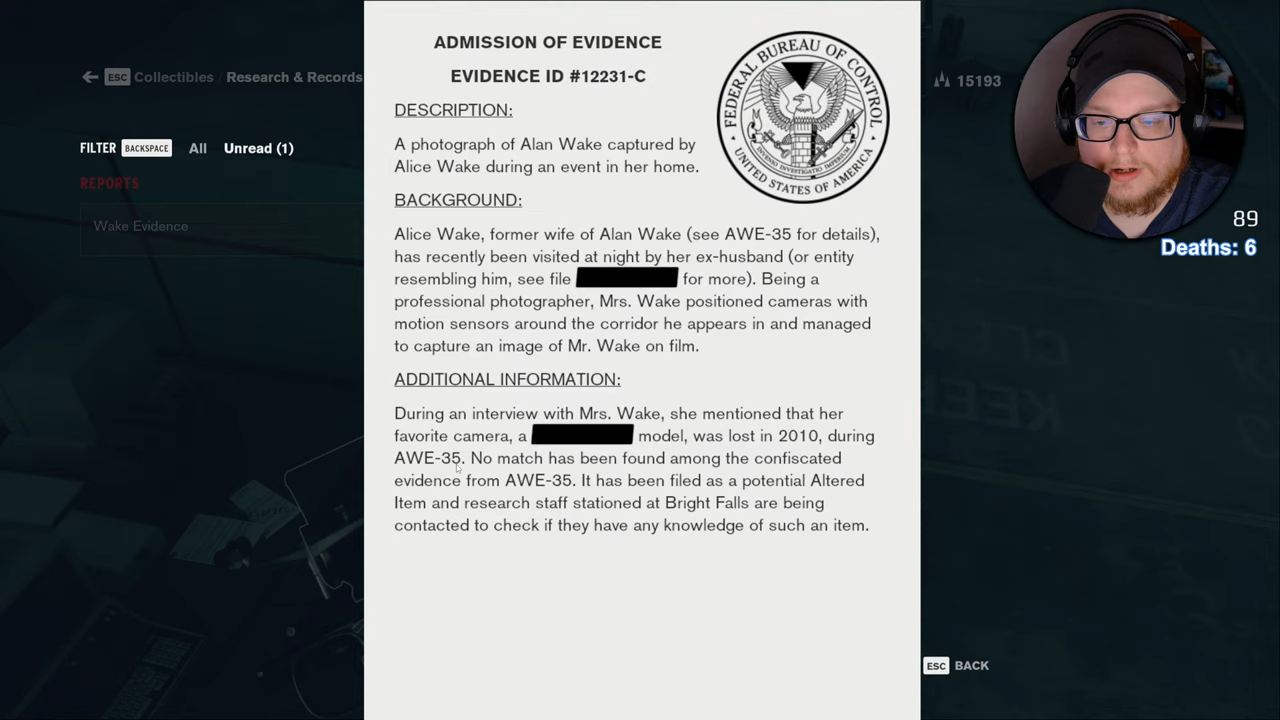 ADMISSION OF EVIDENCE
EVIDENCE ID #12231-C
FEDERAL BUREAU OF CONTROL
UNITED STATES OF AMERICA
ESC Collectibles / Research & Records
15193
DESCRIPTION:
A photograph of Alan Wake captured by
Alice Wake during an event in her home.
FILTER BACKSPACE All Unread (1)
REPORTS
Wake Evidence
BACKGROUND:
Alice Wake, former wife of Alan Wake (see AWE-35 for details),
has recently been visited at night by her ex-husband (or entity
resembling him, see file for more). Being a
professional photographer, Mrs. Wake positioned cameras with
motion sensors around the corridor he appears in and managed
to capture an image of Mr. Wake on film.
89
Deaths: 6
ADDITIONAL INFORMATION:
During an interview with Mrs. Wake, she mentioned that her
favorite camera, a model, was lost in 2010, during
AWE-35. No match has been found among the confiscated
evidence from AWE-35. It has been filed as a potential Altered
Item and research staff stationed at Bright Falls are being
contacted to check if they have any knowledge of such an item.
ESC BACK